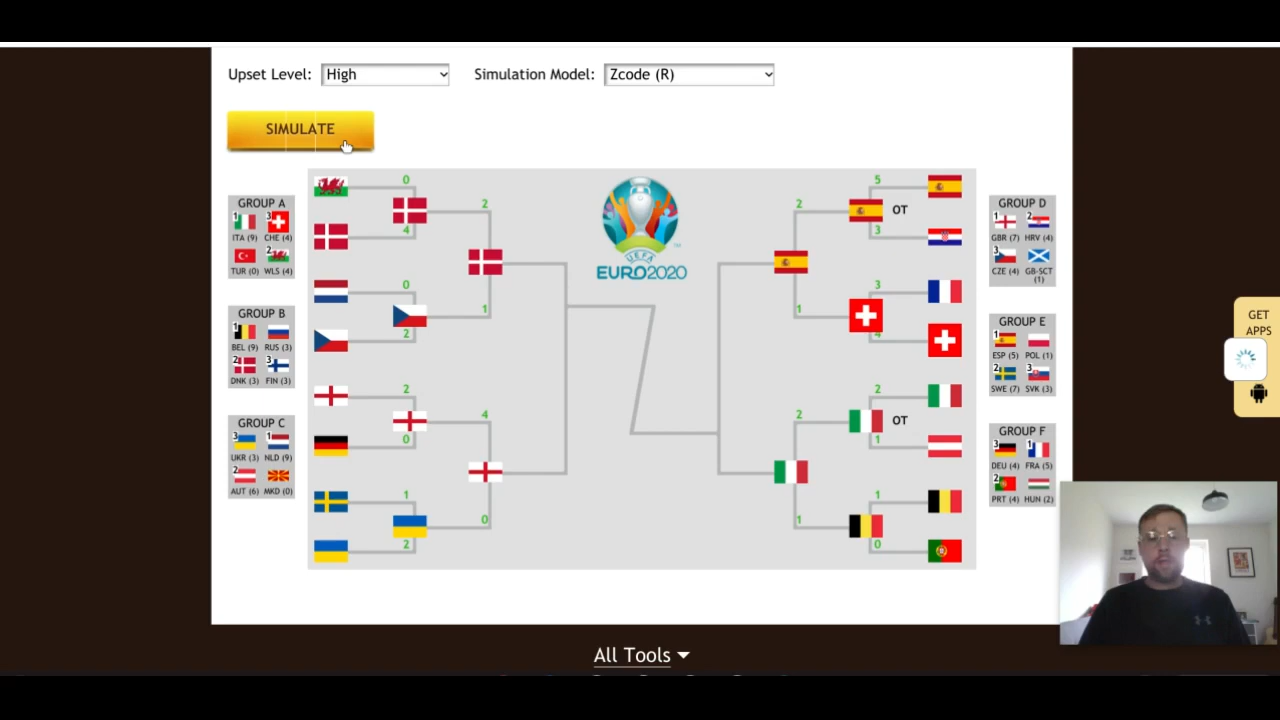 Upset Level: High Simulation Model: Zcode (R)
SIMULATE
GROUP A
1 3
ITA (9) CHE (4)
2
TUR (0) WLS (4)
GROUP B
1
BEL (9) RUS (3)
2 3
DNK (3) FIN (3)
GROUP C
3 1
UKR (3) NLD (9)
2
AUT (6) MKD (0)
0
4
2
0
2
1
2
0
4
1
2
0
UEFA
EURO2020
™
5
OT
3
2
3
4
1
2
OT
1
2
1
0
1
GROUP D
1 2
GBR (7) HRV (4)
3
CZE (4) GB-SCT
(1)
GROUP E
1
ESP (5) POL (1)
2 3
SWE (7) SVK (3)
GROUP F
3 1
DEU (4) FRA (5)
2
PRT (4) HUN (2)
GET
APPS
All Tools